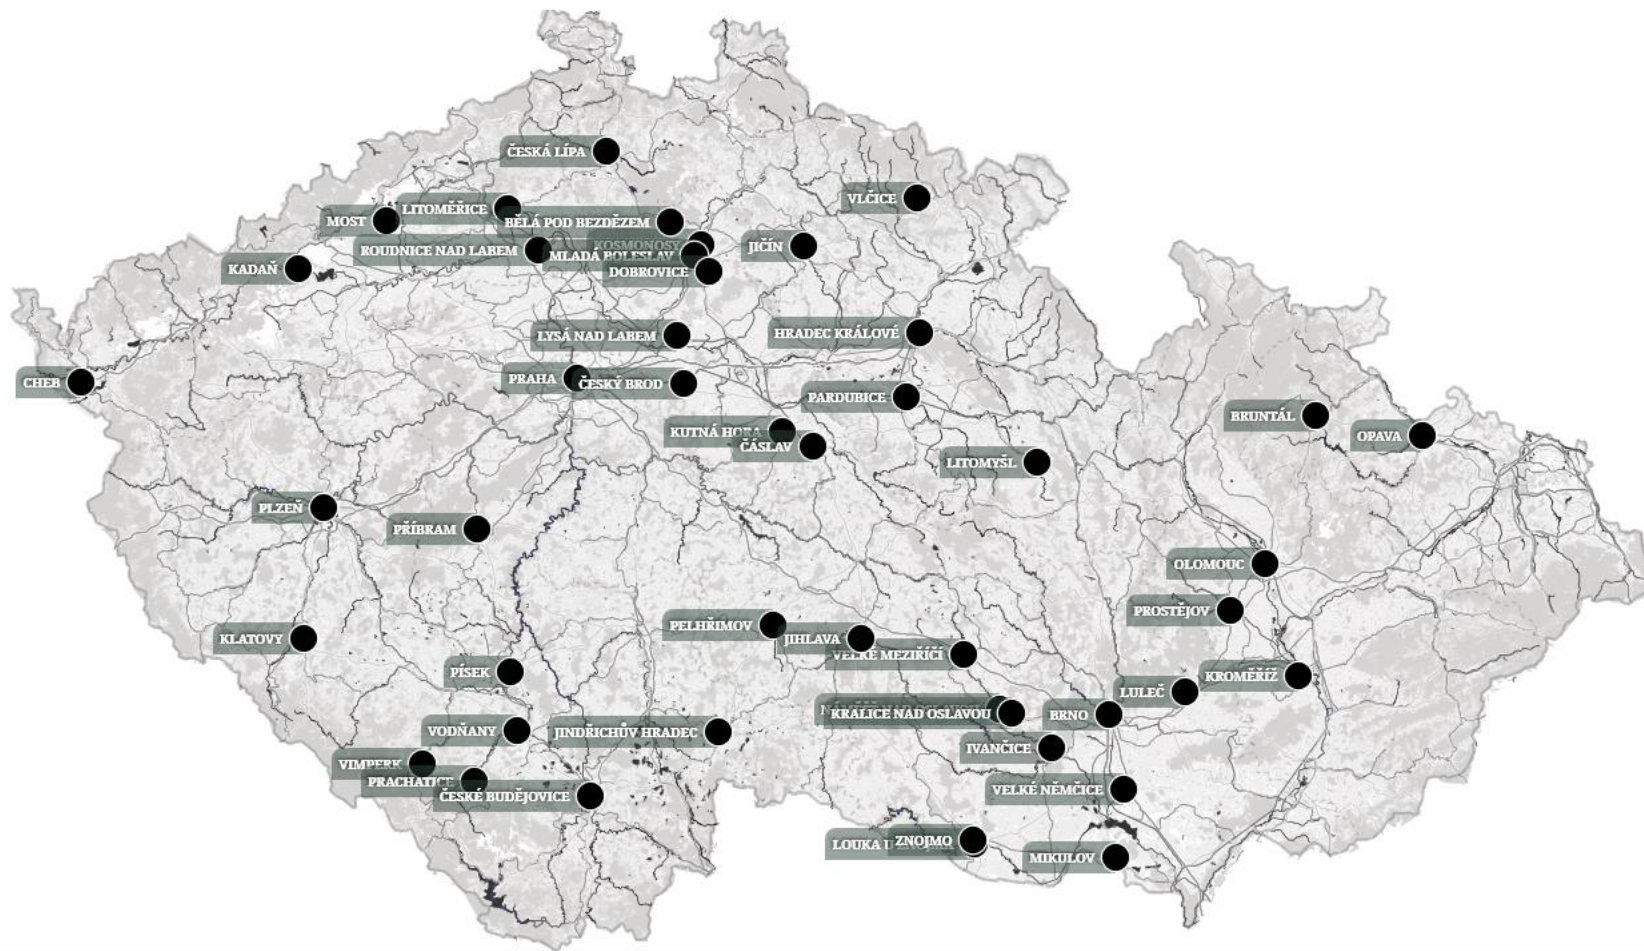 ČESKÁ LÍPA
VLČICE
LITOMĚŘICE
MOST
BĚLÁ POD BEZDĚZEM
KOSMONOSY
JIČÍN
ROUDNICE NAD LABEM
MLADÁ BOLESLAV
KADAŇ
DOBROVICE
LYSÁ NAD LABEM
HRADEC KRÁLOVÉ
CHEB
PRAHA
ČESKÝ BROD
PARDUBICE
BRUNTÁL
KUTNÁ HORA
OPAVA
ČÁSLAV
LITOMYŠL
PLZEŇ
PŘÍBRAM
OLOMOUC
PROSTĚJOV
PELHŘIMOV
KLATOVY
JIHLAVA
VELKÉ MEZIŘÍČÍ
PÍSEK
KROMĚŘÍŽ
LULEČ
KRALICE NAD OSLAVOU
BRNO
VODŇANY
JINDŘICHŮV HRADEC
IVANČICE
VIMPERK
PRACHATICE
VELKÉ NĚMČICE
ČESKÉ BUDĚJOVICE
LOUKA U
ZNOJMO
MIKULOV